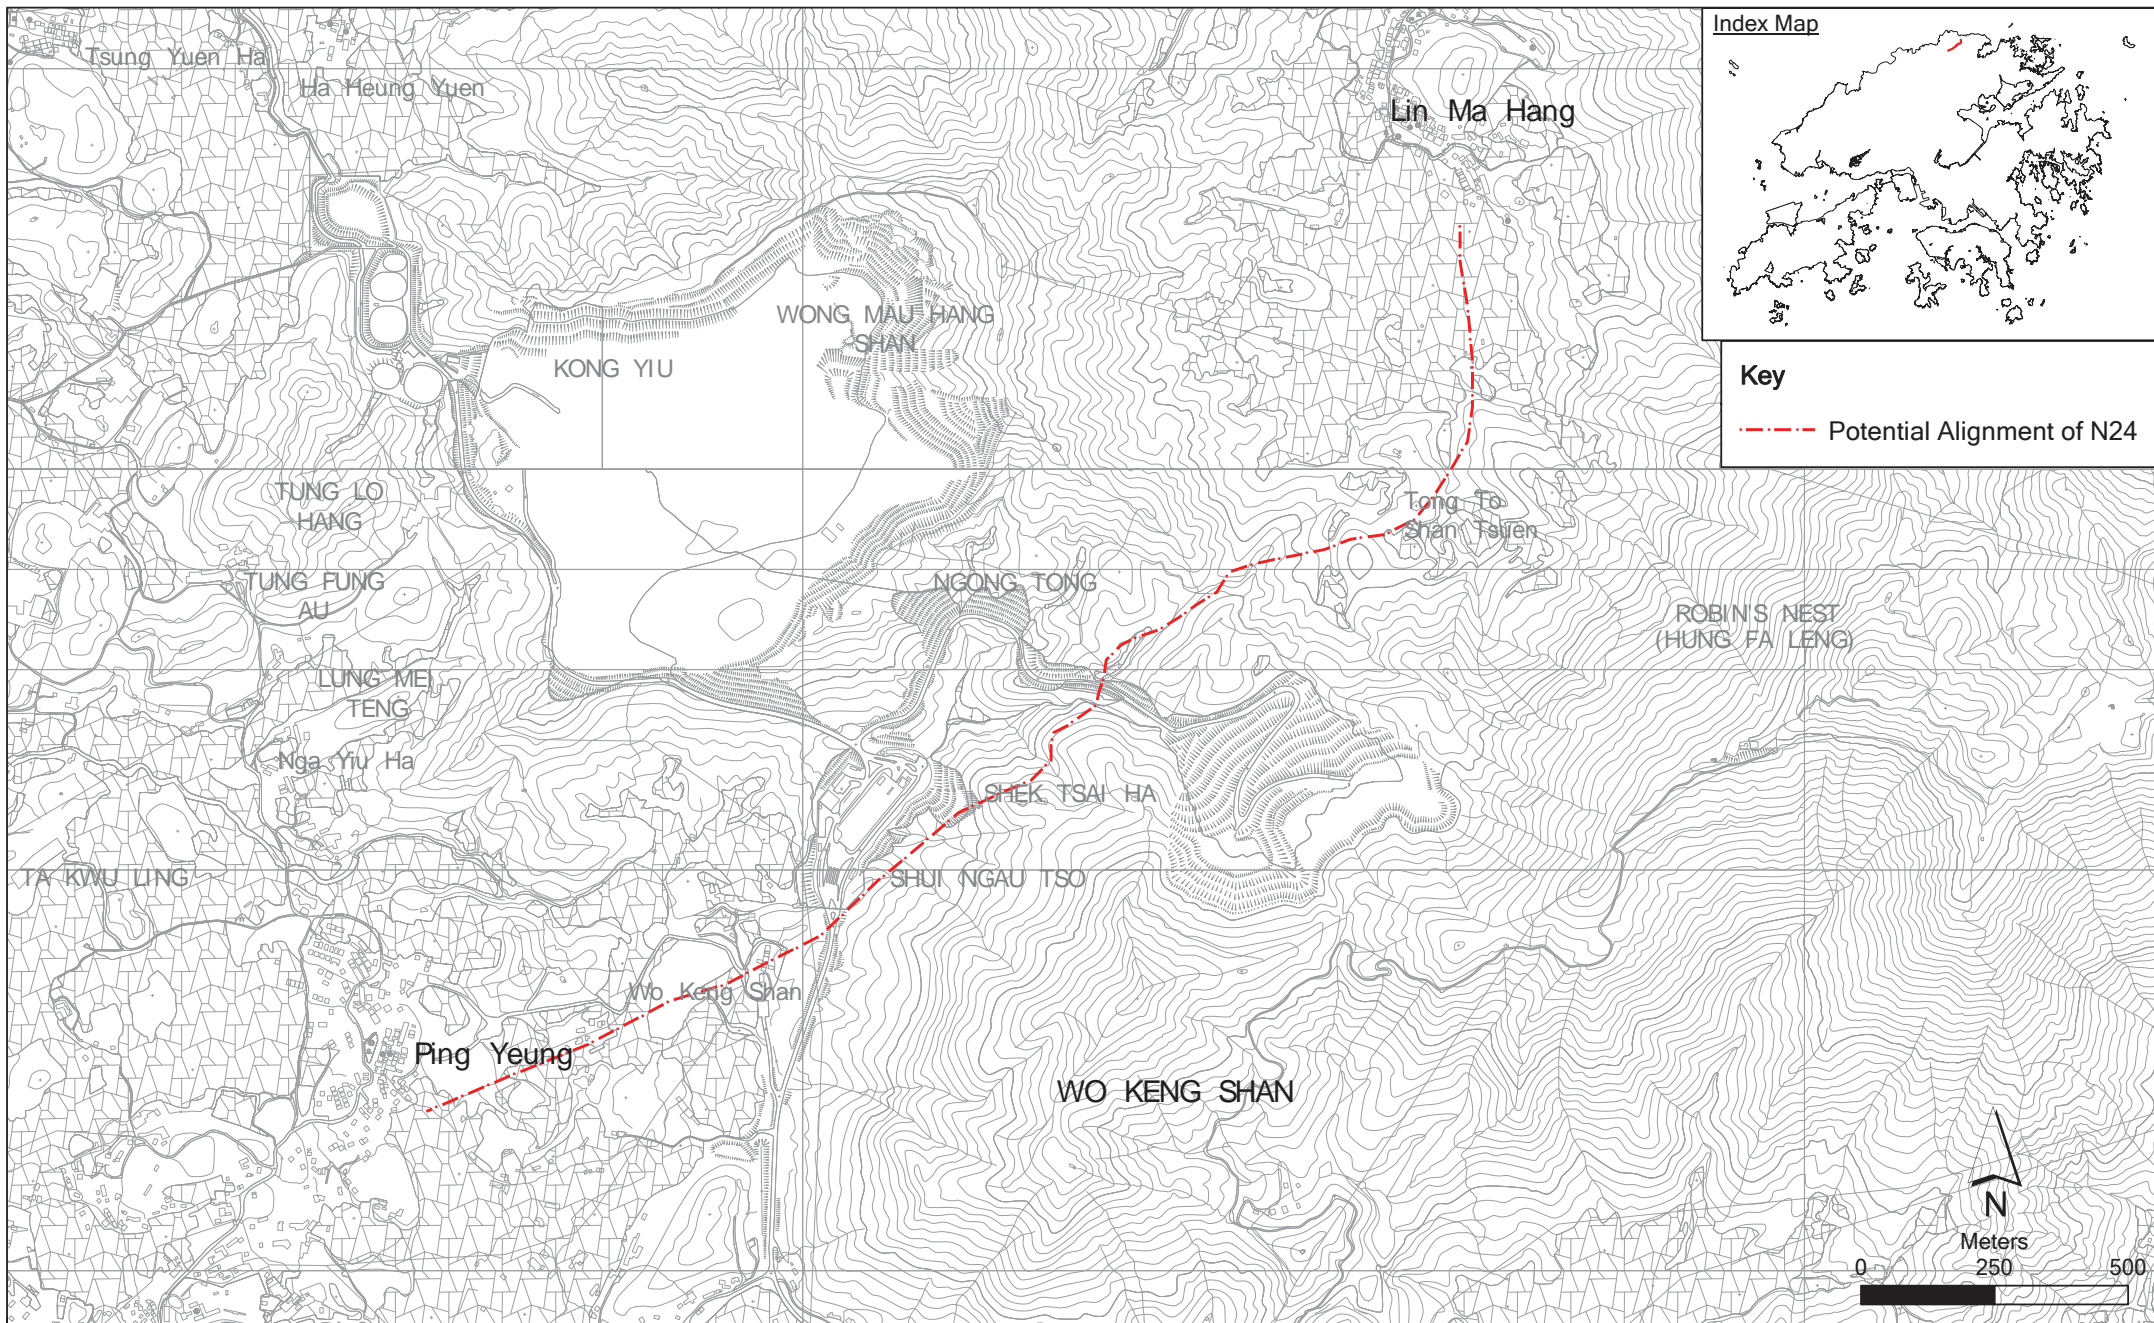 Index Map
Tsung Yuen Ha
Ha Heung Yuen
Lin Ma Hang
WONG MAU HANG
SHAN
KONG YIU
Key
Potential Alignment of N24
TUNG LO
HANG
Tong To
Shan Tsuen
TUNG FUNG
AU
NGONG TONG
ROBIN'S NEST
(HUNG FA LENG)
LUNG MEI
TENG
Nga Yiu Ha
SHEK TSAI HA
TA KWU LING
SHUI NGAU TSO
Wo Keng Shan
Ping Yeung
WO KENG SHAN
N
Meters
0 250 500